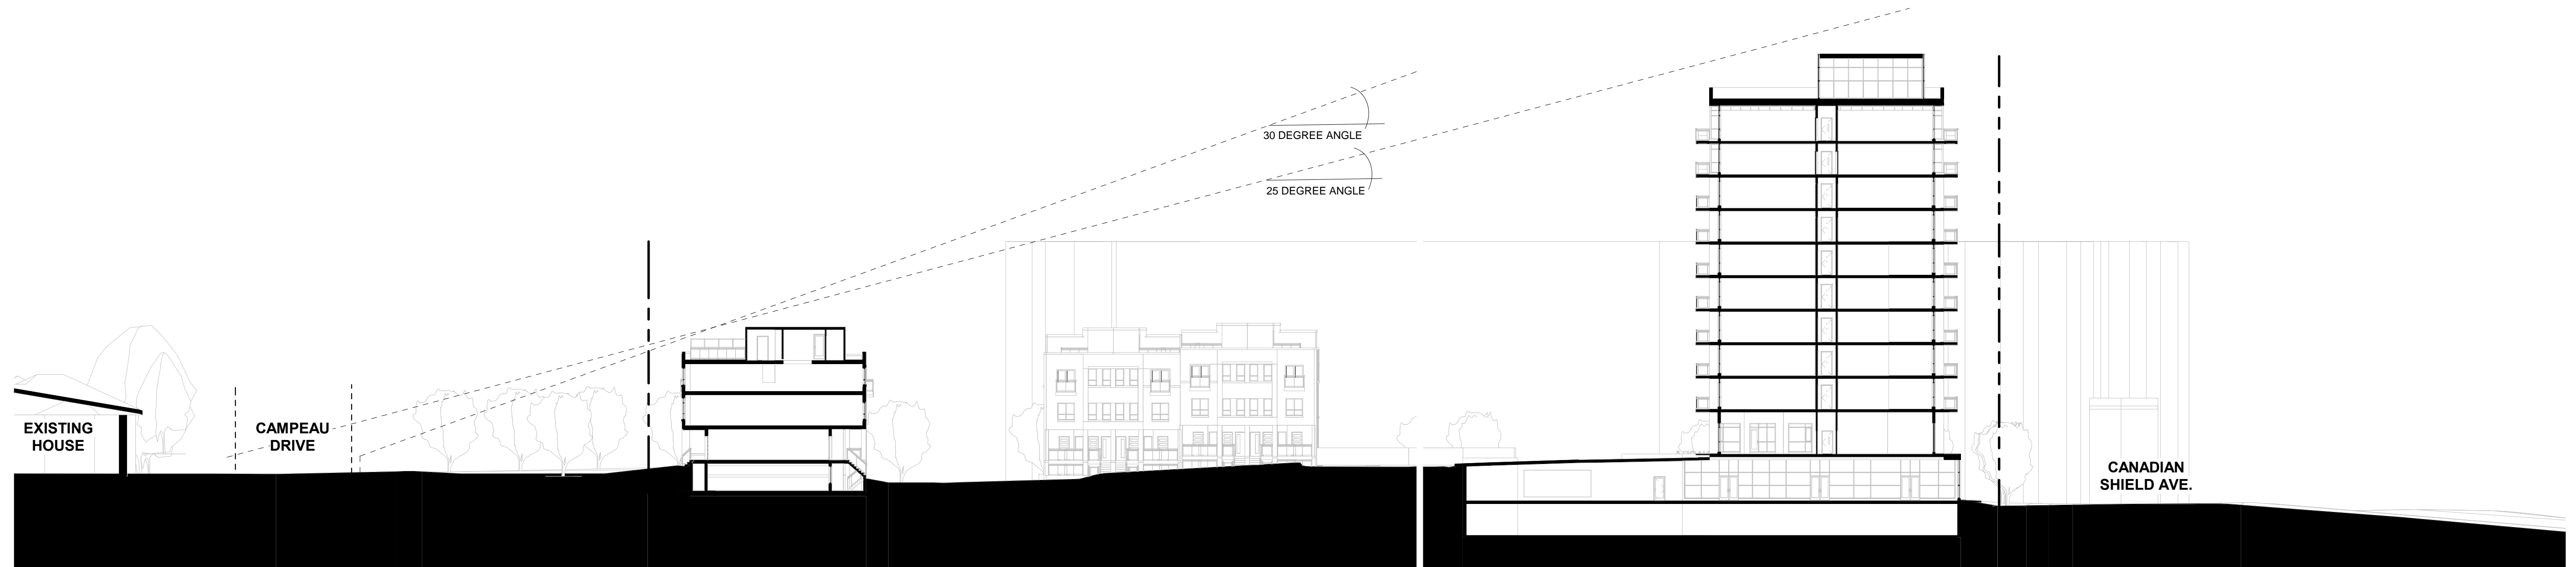 30 DEGREE ANGLE
25 DEGREE ANGLE
EXISTING
HOUSE
CAMPEAU
DRIVE
CANADIAN
SHIELD AVE.